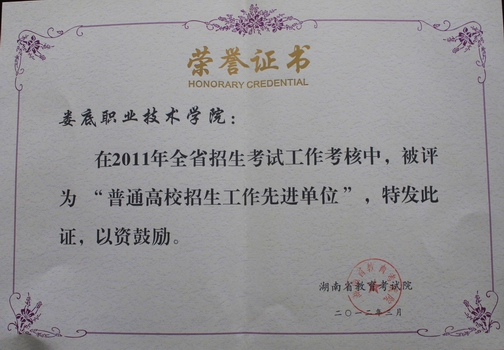 荣誉证书
HONORARY CREDENTIAL
娄底职业技术学院：
在2011年全省招生考试工作考核中，被评
为“普通高校招生工作先进单位”，特发此
证，以资鼓励。
湖南省教育考试院
二〇一二年二月